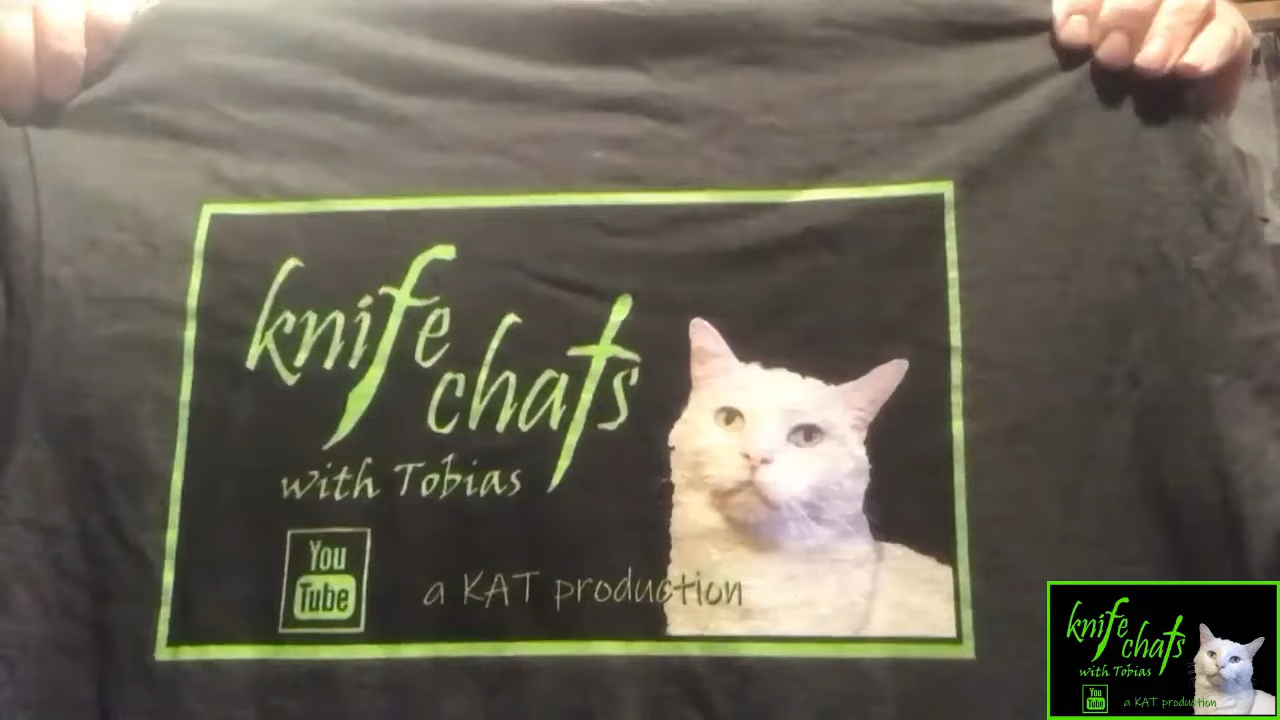 knife
chats
with Tobias
You
Tube
a KAT production
knife
chats
with Tobias
You
Tube
a KAT production